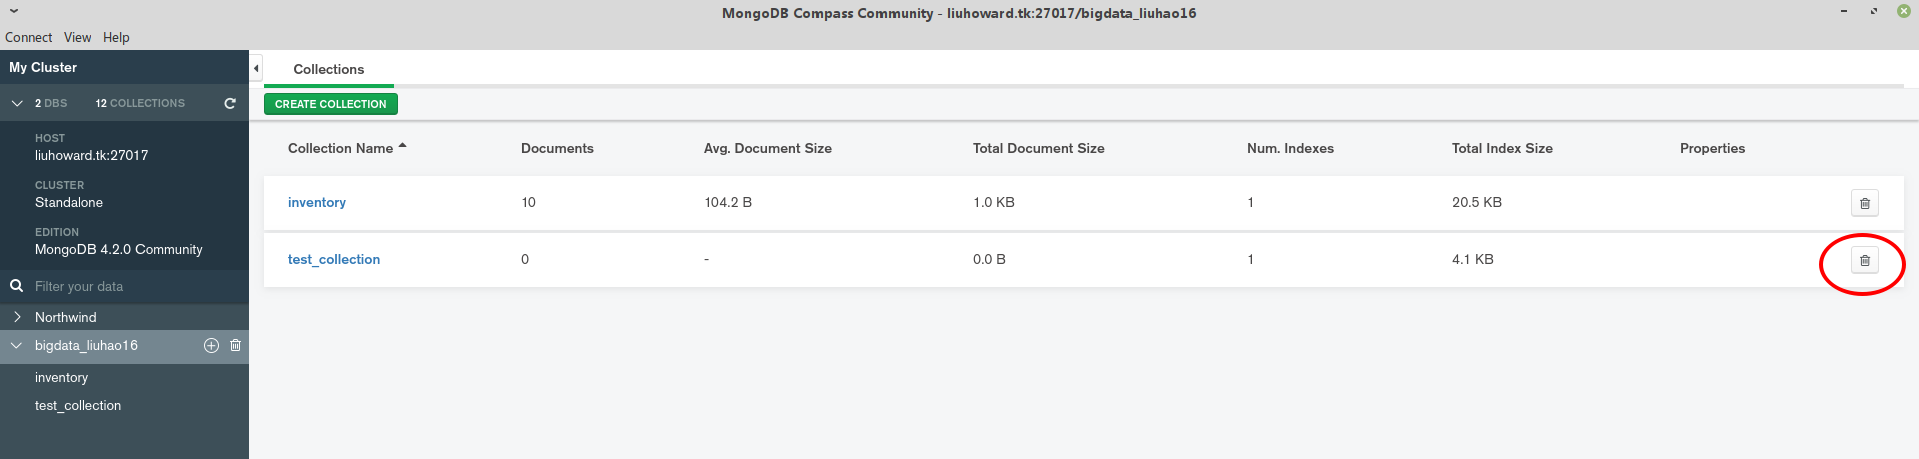 MongoDB Compass Community - liuhoward.tk:27017/bigdata_liuhao16
Connect View Help
My Cluster
2 DBS 12 COLLECTIONS
HOST
liuhoward.tk:27017
CLUSTER
Standalone
EDITION
MongoDB 4.2.0 Community
Filter your data
Northwind
bigdata_liuhao16
inventory
test_collection
Collections
CREATE COLLECTION
Collection Name Documents Avg. Document Size Total Document Size Num. Indexes Total Index Size Properties
inventory 10 104.2 B 1.0 KB 1 20.5 KB
test_collection 0 - 0.0 B 1 4.1 KB